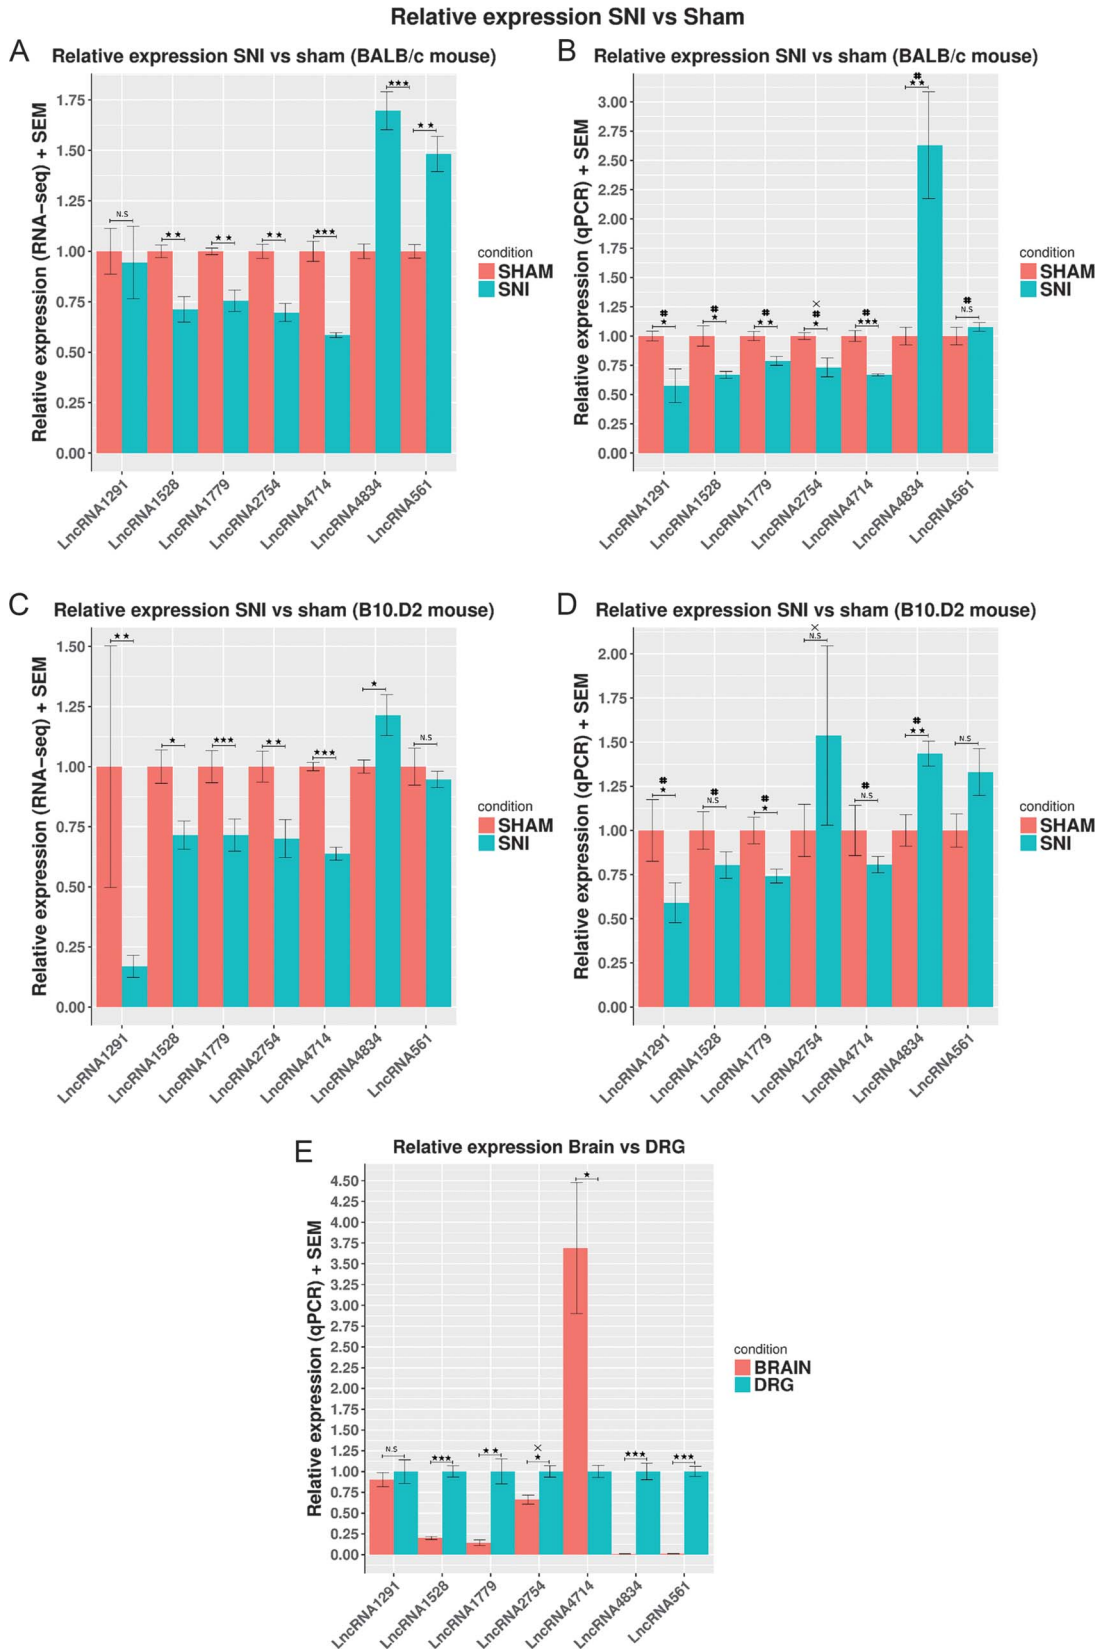 Relative expression SNI vs Sham
A
Relative expression SNI vs sham (BALB/c mouse)
Relative expression (RNA−seq) + SEM
1.75
1.50
1.25
1.00
0.75
0.50
0.25
0.00
N.S
★★
★★
★★
★★★
★★★
★★
LncRNA1291
LncRNA1528
LncRNA1779
LncRNA2754
LncRNA4714
LncRNA4834
LncRNA561
condition
SHAM
SNI
B
Relative expression SNI vs sham (BALB/c mouse)
Relative expression (qPCR) + SEM
3.00
2.75
2.50
2.25
2.00
1.75
1.50
1.25
1.00
0.75
0.50
0.25
0.00
#
★
#
★
#
★★
×
#
★
#
★★★
#
★★
#
N.S
LncRNA1291
LncRNA1528
LncRNA1779
LncRNA2754
LncRNA4714
LncRNA4834
LncRNA561
condition
SHAM
SNI
C
Relative expression SNI vs sham (B10.D2 mouse)
Relative expression (RNA−seq) + SEM
1.50
1.25
1.00
0.75
0.50
0.25
0.00
★★
★
★★★
★★
★★★
★
N.S
LncRNA1291
LncRNA1528
LncRNA1779
LncRNA2754
LncRNA4714
LncRNA4834
LncRNA561
condition
SHAM
SNI
D
Relative expression SNI vs sham (B10.D2 mouse)
Relative expression (qPCR) + SEM
2.00
1.75
1.50
1.25
1.00
0.75
0.50
0.25
0.00
#
★
#
N.S
#
★
×
N.S
#
N.S
#
★★
N.S
LncRNA1291
LncRNA1528
LncRNA1779
LncRNA2754
LncRNA4714
LncRNA4834
LncRNA561
condition
SHAM
SNI
E
Relative expression Brain vs DRG
Relative expression (qPCR) + SEM
4.50
4.25
4.00
3.75
3.50
3.25
3.00
2.75
2.50
2.25
2.00
1.75
1.50
1.25
1.00
0.75
0.50
0.25
0.00
N.S
★★★
★★
×
★
★
★★★
★★★
LncRNA1291
LncRNA1528
LncRNA1779
LncRNA2754
LncRNA4714
LncRNA4834
LncRNA561
condition
BRAIN
DRG